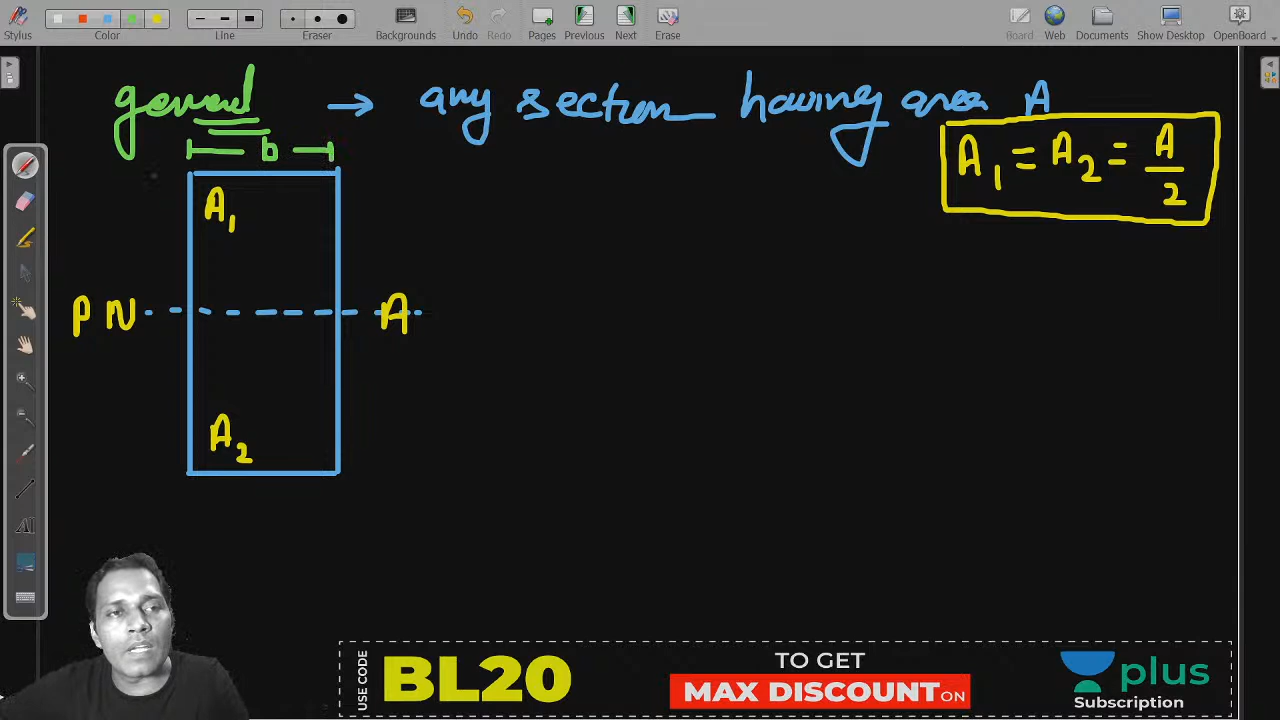 Stylus
Color
Line
Eraser
Backgrounds
Undo
Redo
Pages
Previous
Next
Erase
Board
Web
Documents
Show Desktop
OpenBoard
general → any section having area A
b
A1 = A2 = A/2
A1
P N A
A2
USE CODE
BL20
TO GET
MAX DISCOUNT ON
plus
Subscription